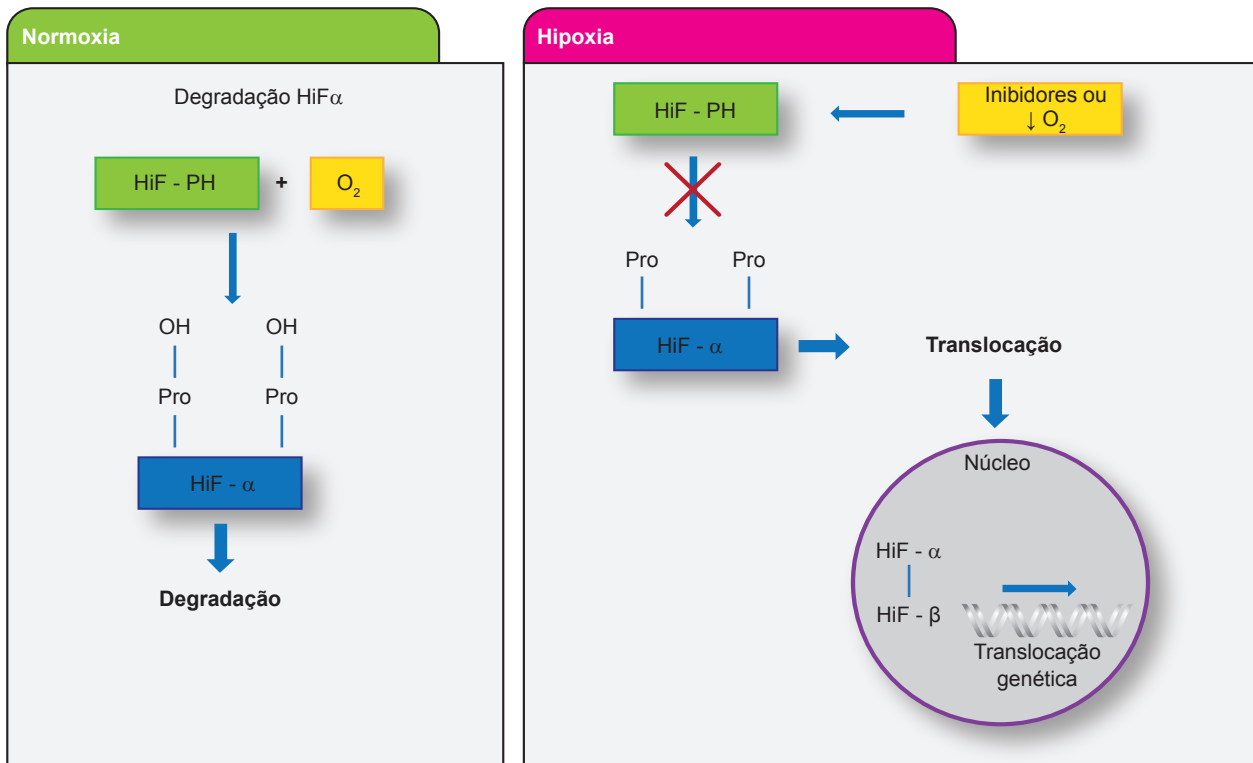 Normoxia
Degradação HiFα
HiF - PH + O₂
OH OH
Pro Pro
HiF - α
Degradação
Hipoxia
HiF - PH
Inibidores ou
↓ O₂
Pro Pro
HiF - α
Translocação
Núcleo
HiF - α
HiF - β
Translocação
genética